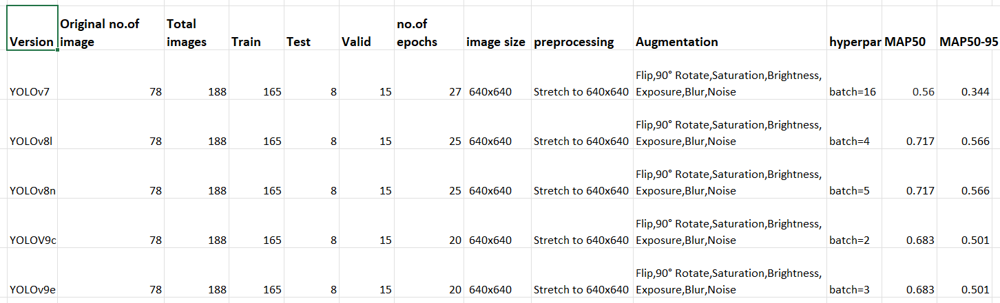 Version Original no.of image Total images Train Test Valid no.of epochs image size preprocessing Augmentation hyperpar MAP50 MAP50-95
YOLOv7 78 188 165 8 15 27 640x640 Stretch to 640x640 Flip,90° Rotate,Saturation,Brightness, Exposure,Blur,Noise batch=16 0.56 0.344
YOLOv8l 78 188 165 8 15 25 640x640 Stretch to 640x640 Flip,90° Rotate,Saturation,Brightness, Exposure,Blur,Noise batch=4 0.717 0.566
YOLOv8n 78 188 165 8 15 25 640x640 Stretch to 640x640 Flip,90° Rotate,Saturation,Brightness, Exposure,Blur,Noise batch=5 0.717 0.566
YOLOV9c 78 188 165 8 15 20 640x640 Stretch to 640x640 Flip,90° Rotate,Saturation,Brightness, Exposure,Blur,Noise batch=2 0.683 0.501
YOLOv9e 78 188 165 8 15 20 640x640 Stretch to 640x640 Flip,90° Rotate,Saturation,Brightness, Exposure,Blur,Noise batch=3 0.683 0.501